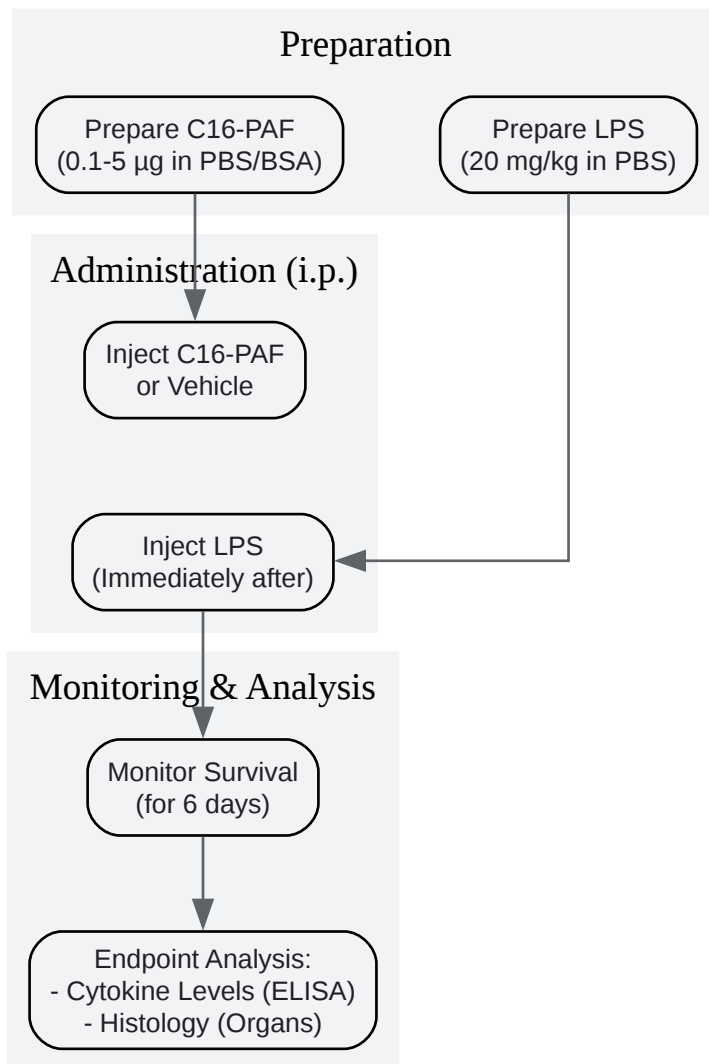 Preparation
Prepare C16-PAF
(0.1-5 µg in PBS/BSA)
Prepare LPS
(20 mg/kg in PBS)
Administration (i.p.)
Inject C16-PAF
or Vehicle
Inject LPS
(Immediately after)
Monitoring & Analysis
Monitor Survival
(for 6 days)
Endpoint Analysis:
- Cytokine Levels (ELISA)
- Histology (Organs)